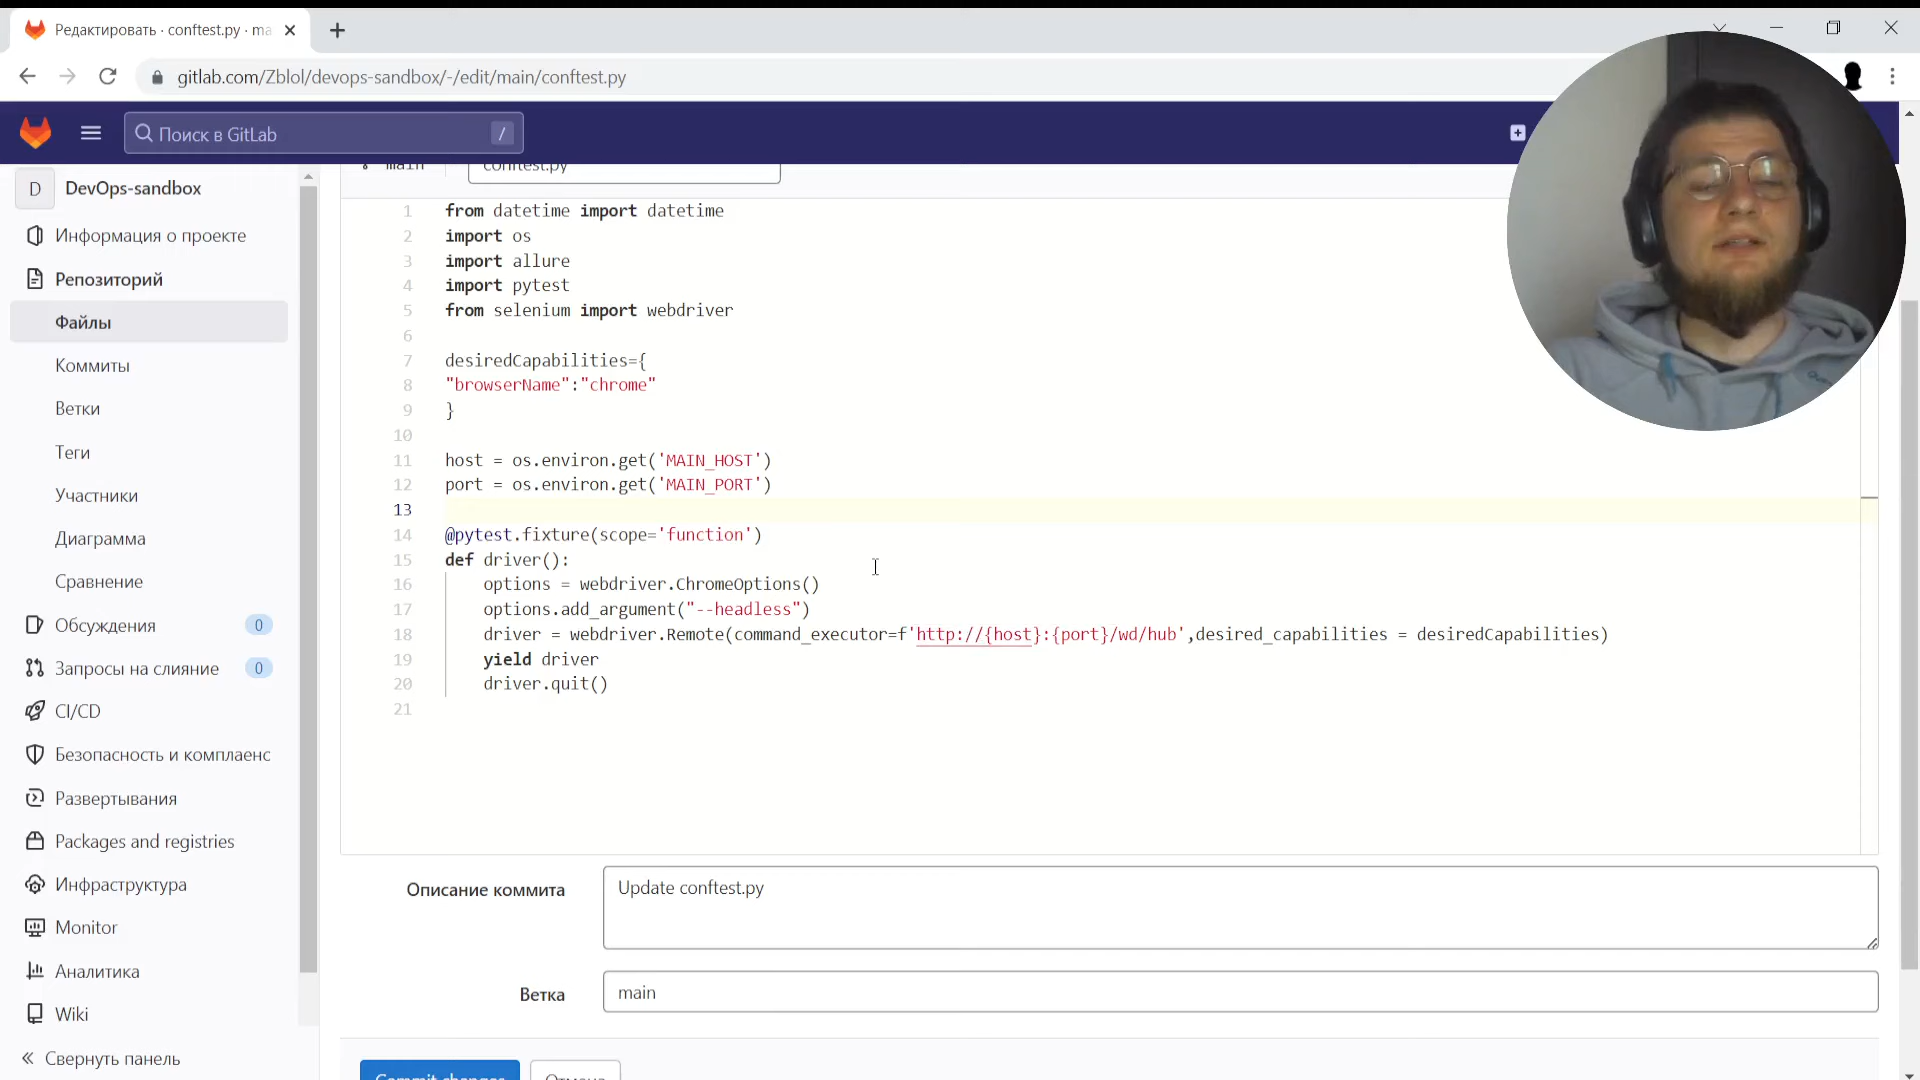 Редактировать · conftest.py · ma
gitlab.com/Zblol/devops-sandbox/-/edit/main/conftest.py
Поиск в GitLab /
main conftest.py
D DevOps-sandbox
Информация о проекте
Репозиторий
Файлы
Коммиты
Ветки
Теги
Участники
Диаграмма
Сравнение
Обсуждения 0
Запросы на слияние 0
CI/CD
Безопасность и комплаенс
Развертывания
Packages and registries
Инфраструктура
Monitor
Аналитика
Wiki
« Свернуть панель
1 from datetime import datetime
2 import os
3 import allure
4 import pytest
5 from selenium import webdriver
6
7 desiredCapabilities={
8 "browserName":"chrome"
9 }
10
11 host = os.environ.get('MAIN_HOST')
12 port = os.environ.get('MAIN_PORT')
13
14 @pytest.fixture(scope='function')
15 def driver():
16     options = webdriver.ChromeOptions()
17     options.add_argument("--headless")
18     driver = webdriver.Remote(command_executor=f'http://{host}:{port}/wd/hub',desired_capabilities = desiredCapabilities)
19     yield driver
20     driver.quit()
21
Описание коммита
Update conftest.py
Ветка
main
Commit changes
Отмена